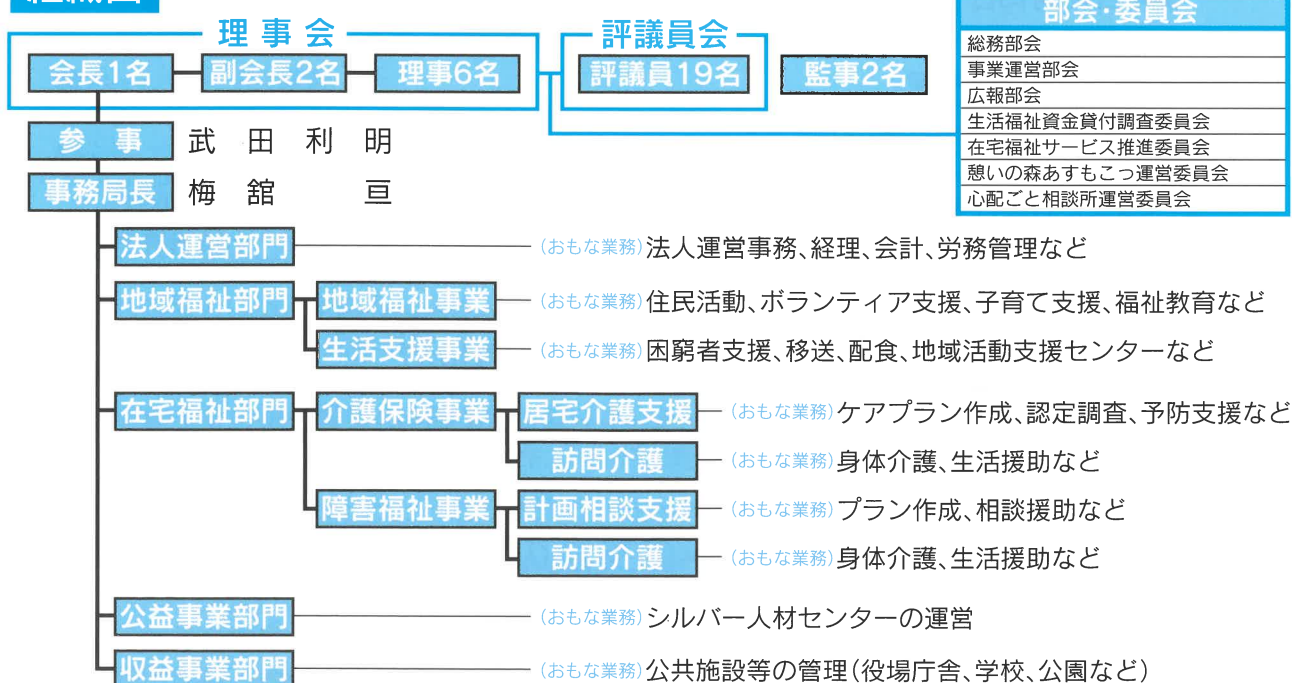 組織図
理事会
会長1名
副会長2名
理事6名
評議員会
評議員19名
監事2名
部会・委員会
総務部会
事業運営部会
広報部会
生活福祉資金貸付調査委員会
在宅福祉サービス推進委員会
憩いの森あすもこっ運営委員会
心配ごと相談所運営委員会
参事 武田利明
事務局長 梅舘 亘
法人運営部門 (おもな業務)法人運営事務、経理、会計、労務管理など
地域福祉部門 地域福祉事業 (おもな業務)住民活動、ボランティア支援、子育て支援、福祉教育など
生活支援事業 (おもな業務)困窮者支援、移送、配食、地域活動支援センターなど
在宅福祉部門 介護保険事業 居宅介護支援 (おもな業務)ケアプラン作成、認定調査、予防支援など
訪問介護 (おもな業務)身体介護、生活援助など
障害福祉事業 計画相談支援 (おもな業務)プラン作成、相談援助など
訪問介護 (おもな業務)身体介護、生活援助など
公益事業部門 (おもな業務)シルバー人材センターの運営
収益事業部門 (おもな業務)公共施設等の管理(役場庁舎、学校、公園など)